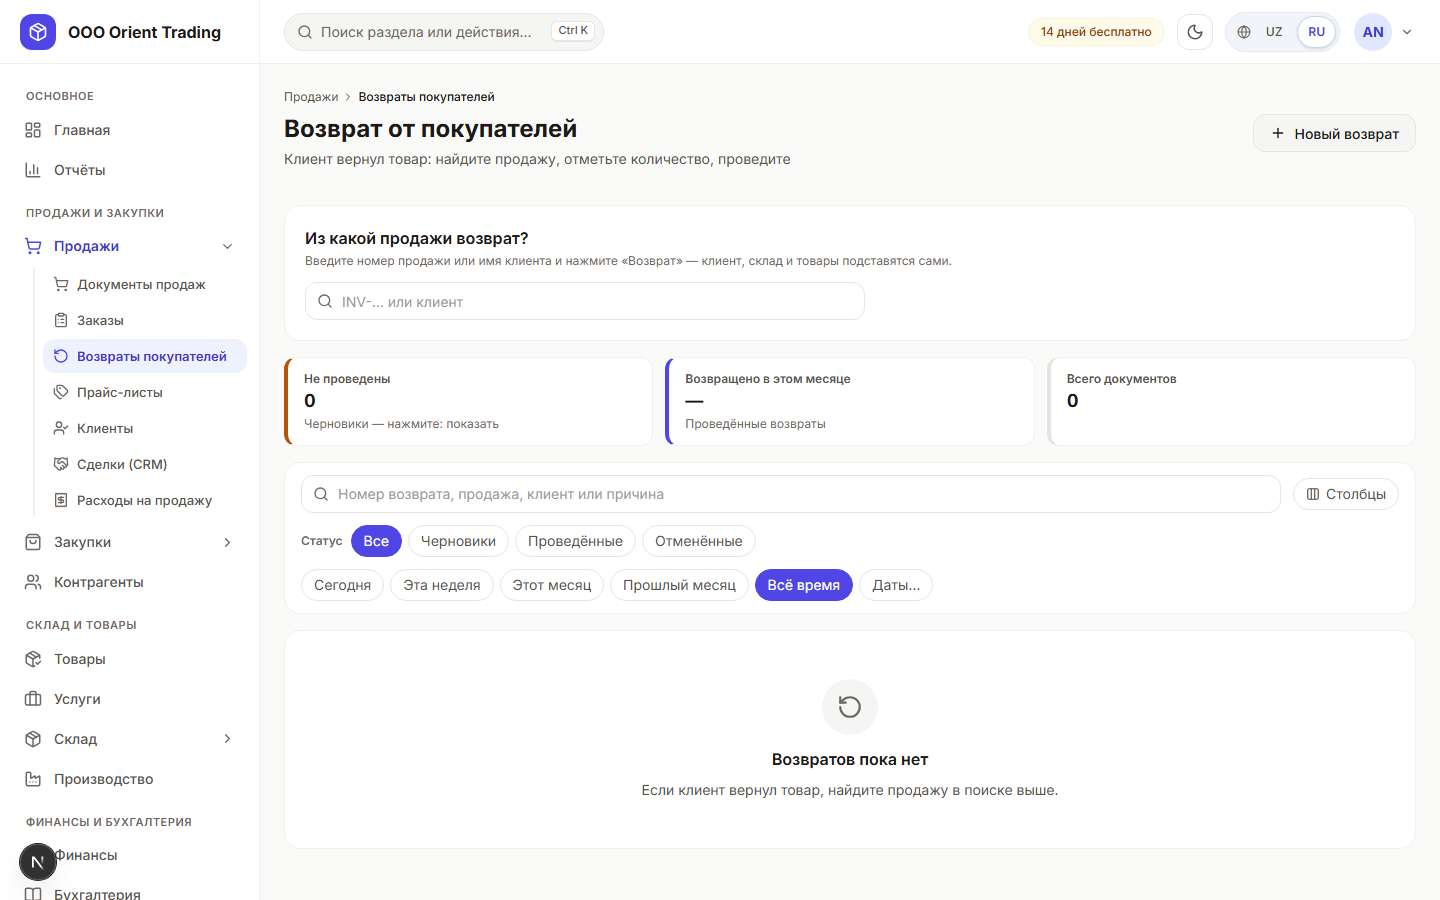 ООО Orient Trading
Поиск раздела или действия...
Ctrl K
14 дней бесплатно
UZ
RU
AN
ОСНОВНОЕ
Главная
Отчёты
ПРОДАЖИ И ЗАКУПКИ
Продажи
Документы продаж
Заказы
Возвраты покупателей
Прайс-листы
Клиенты
Сделки (CRM)
Расходы на продажу
Закупки
Контрагенты
СКЛАД И ТОВАРЫ
Товары
Услуги
Склад
Производство
ФИНАНСЫ И БУХГАЛТЕРИЯ
Финансы
Бухгалтерия
N
Продажи > Возвраты покупателей
Возврат от покупателей
Клиент вернул товар: найдите продажу, отметьте количество, проведите
+ Новый возврат
Из какой продажи возврат?
Введите номер продажи или имя клиента и нажмите «Возврат» — клиент, склад и товары подставятся сами.
INV-... или клиент
Не проведены
0
Черновики — нажмите: показать
Возвращено в этом месяце
—
Проведённые возвраты
Всего документов
0
Номер возврата, продажа, клиент или причина
Столбцы
Статус Все Черновики Проведённые Отменённые
Сегодня Эта неделя Этот месяц Прошлый месяц Всё время Даты...
Возвратов пока нет
Если клиент вернул товар, найдите продажу в поиске выше.